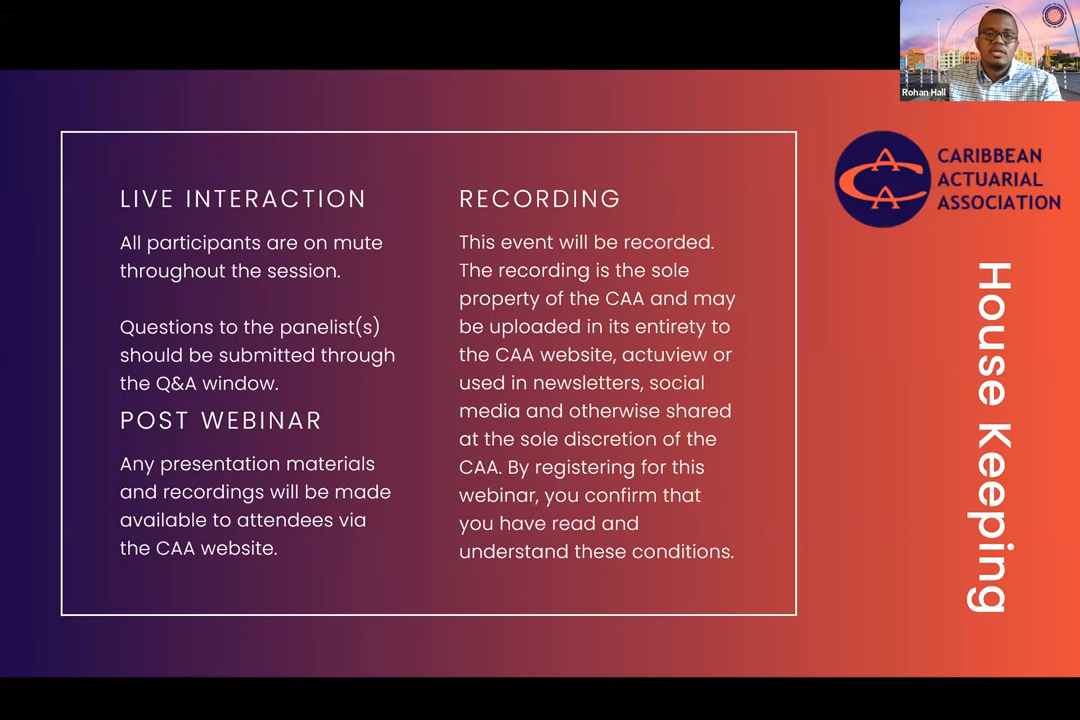 Rohan Hall
LIVE INTERACTION
All participants are on mute
throughout the session.
Questions to the panelist(s)
should be submitted through
the Q&A window.
POST WEBINAR
Any presentation materials
and recordings will be made
available to attendees via
the CAA website.
RECORDING
This event will be recorded.
The recording is the sole
property of the CAA and may
be uploaded in its entirety to
the CAA website, actuview or
used in newsletters, social
media and otherwise shared
at the sole discretion of the
CAA. By registering for this
webinar, you confirm that
you have read and
understand these conditions.
CAA
CARIBBEAN
ACTUARIAL
ASSOCIATION
House Keeping